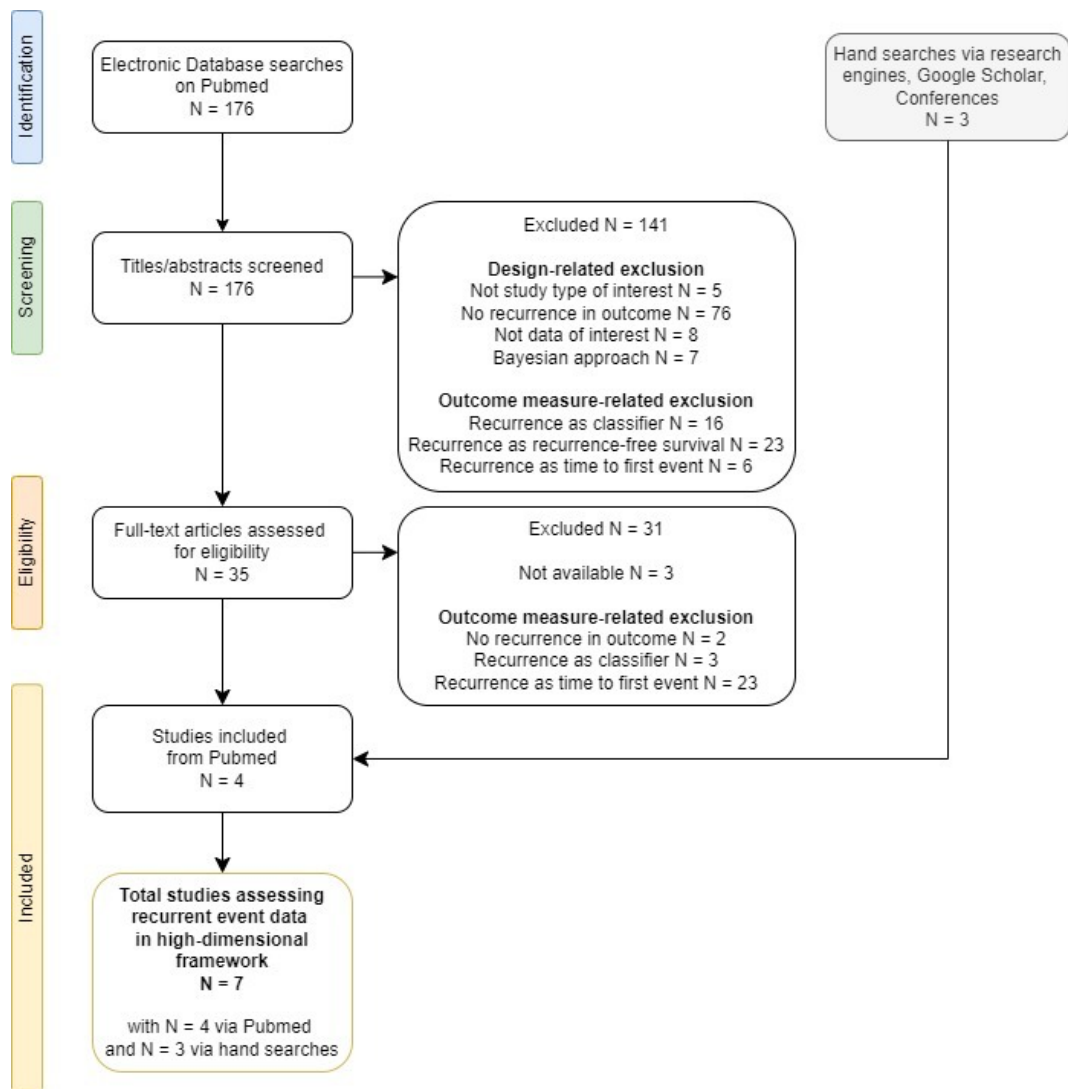 Identification
Electronic Database searches
on Pubmed
N = 176
Hand searches via research
engines, Google Scholar,
Conferences
N = 3
Screening
Titles/abstracts screened
N = 176
Excluded N = 141
Design-related exclusion
Not study type of interest N = 5
No recurrence in outcome N = 76
Not data of interest N = 8
Bayesian approach N = 7
Outcome measure-related exclusion
Recurrence as classifier N = 16
Recurrence as recurrence-free survival N = 23
Recurrence as time to first event N = 6
Eligibility
Full-text articles assessed
for eligibility
N = 35
Excluded N = 31
Not available N = 3
Outcome measure-related exclusion
No recurrence in outcome N = 2
Recurrence as classifier N = 3
Recurrence as time to first event N = 23
Included
Studies included
from Pubmed
N = 4
Total studies assessing
recurrent event data
in high-dimensional
framework
N = 7
with N = 4 via Pubmed
and N = 3 via hand searches